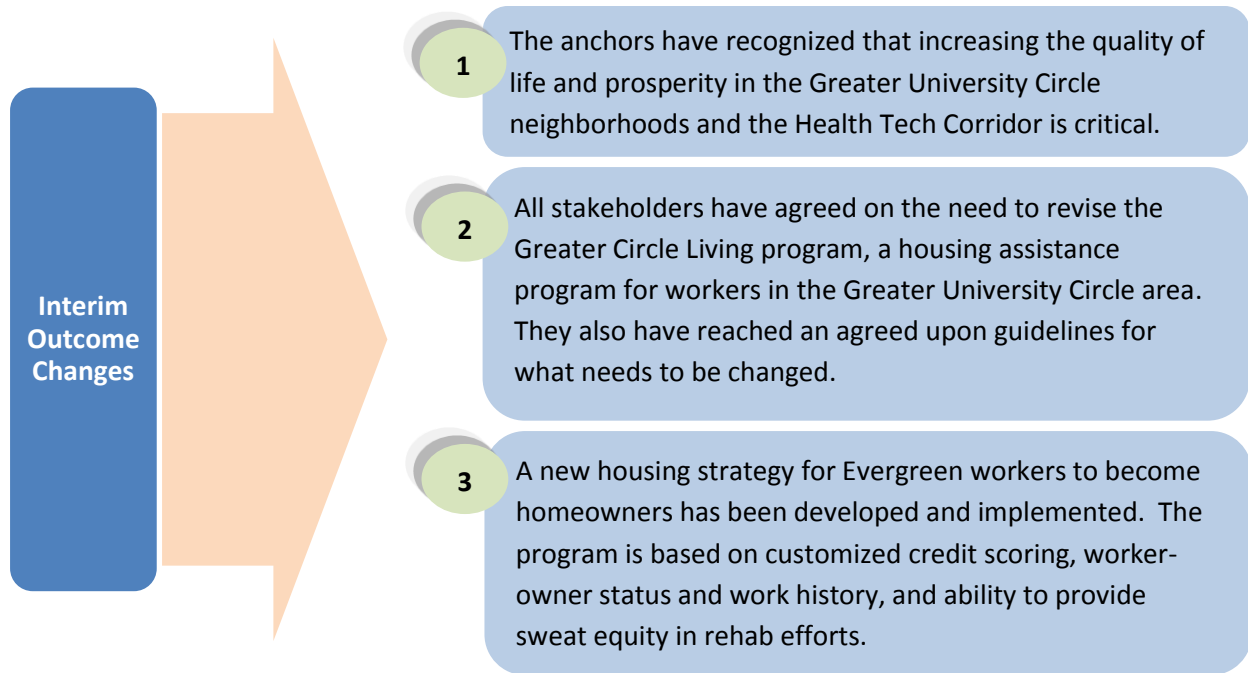 Interim
Outcome
Changes
1
The anchors have recognized that increasing the quality of
life and prosperity in the Greater University Circle
neighborhoods and the Health Tech Corridor is critical.
2
All stakeholders have agreed on the need to revise the
Greater Circle Living program, a housing assistance
program for workers in the Greater University Circle area.
They also have reached an agreed upon guidelines for
what needs to be changed.
3
A new housing strategy for Evergreen workers to become
homeowners has been developed and implemented.  The
program is based on customized credit scoring, worker-
owner status and work history, and ability to provide
sweat equity in rehab efforts.